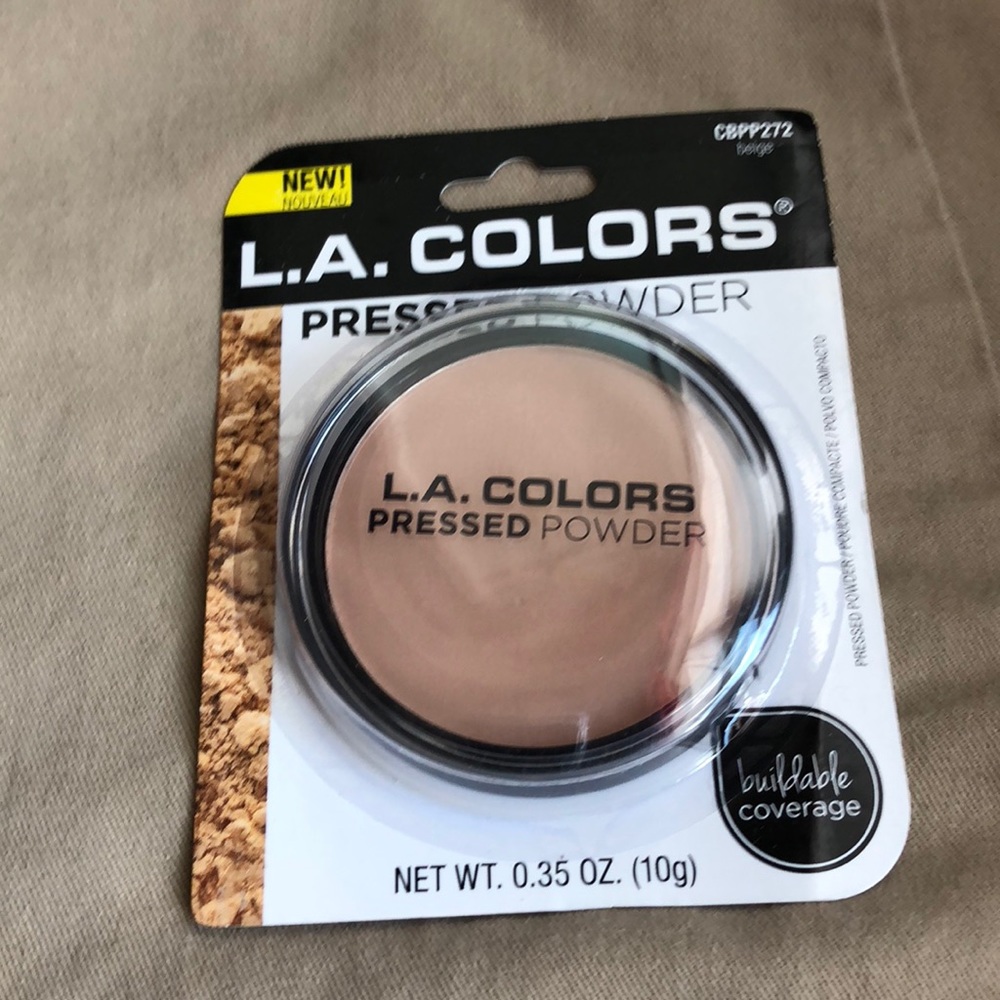 CBPP272
beige
NEW!
NOUVEAU
L.A. COLORS®
PRESSED POWDER
L.A. COLORS
PRESSED POWDER
PRESSED POWDER / POUDRE COMPACTE / POLVO COMPACTO
buildable
coverage
NET WT. 0.35 OZ. (10g)